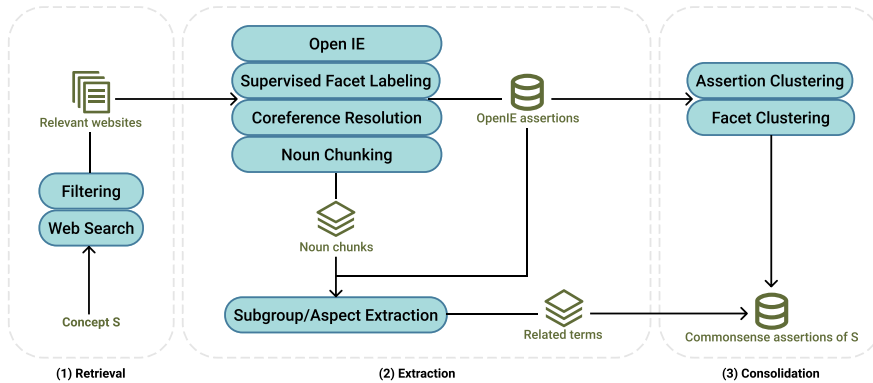 Open IE
Supervised Facet Labeling
Coreference Resolution
Noun Chunking
Relevant websites
OpenIE assertions
Assertion Clustering
Facet Clustering
Filtering
Web Search
Noun chunks
Concept S
Subgroup/Aspect Extraction
Related terms
Commonsense assertions of S
(1) Retrieval
(2) Extraction
(3) Consolidation